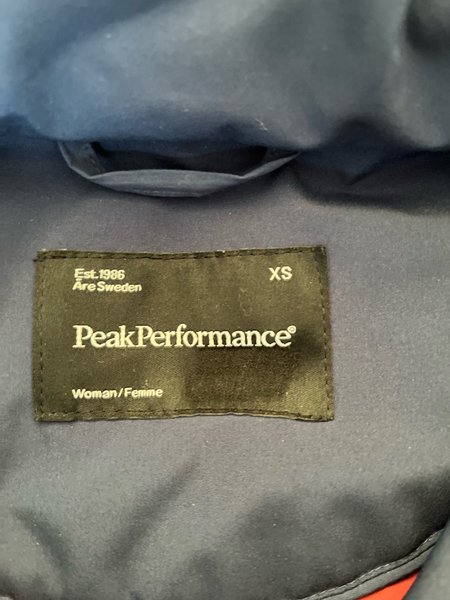 Est.1986 XS
Åre Sweden
PeakPerformance®
Woman/Femme